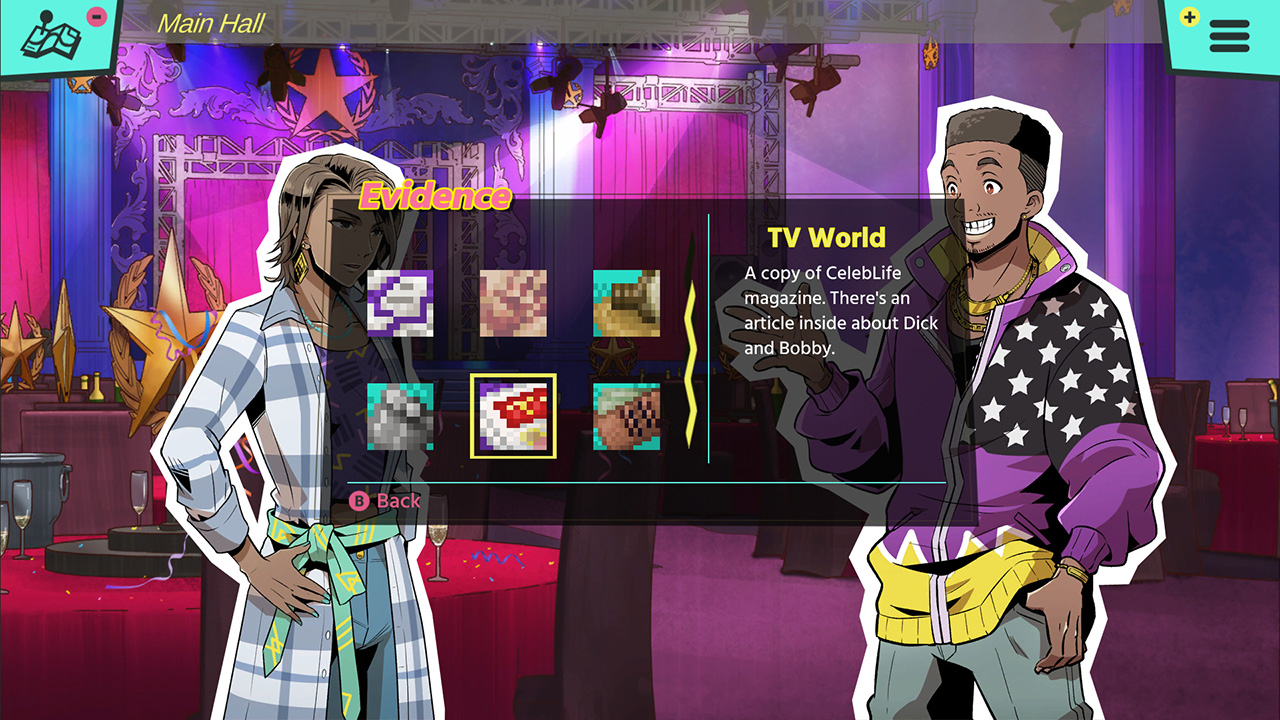 Main Hall
Evidence
TV World
A copy of CelebLife
magazine. There's an
article inside about Dick
and Bobby.
B Back